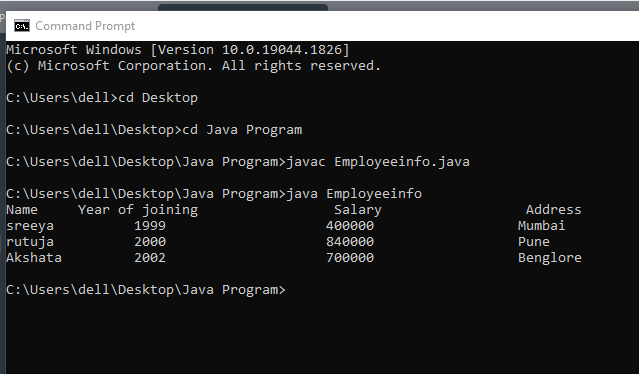 Command Prompt
Microsoft Windows [Version 10.0.19044.1826]
(c) Microsoft Corporation. All rights reserved.
C:\Users\dell>cd Desktop
C:\Users\dell\Desktop>cd Java Program
C:\Users\dell\Desktop\Java Program>javac Employeeinfo.java
C:\Users\dell\Desktop\Java Program>java Employeeinfo
Name     Year of joining                 Salary                  Address
sreeya          1999                    400000                  Mumbai
rutuja          2000                    840000                  Pune
Akshata         2002                    700000                  Benglore
C:\Users\dell\Desktop\Java Program>